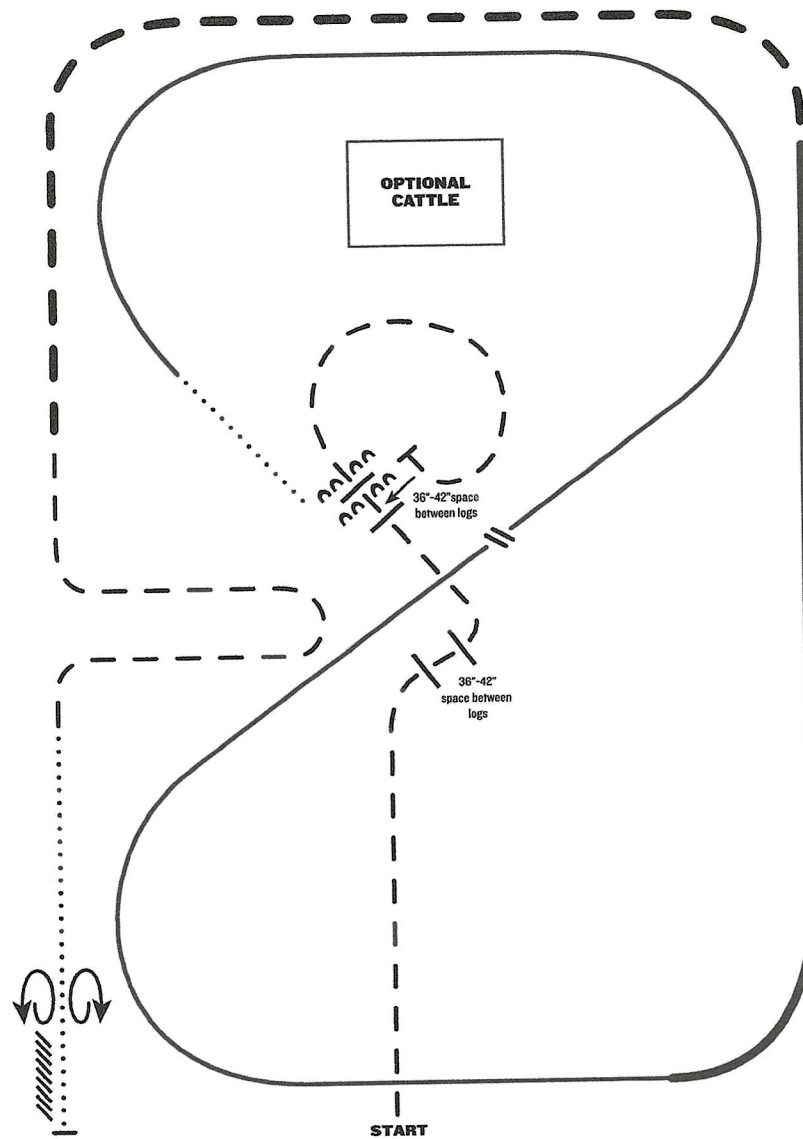 OPTIONAL
CATTLE
36"-42"space
between logs
36"-42"
space between
logs
START